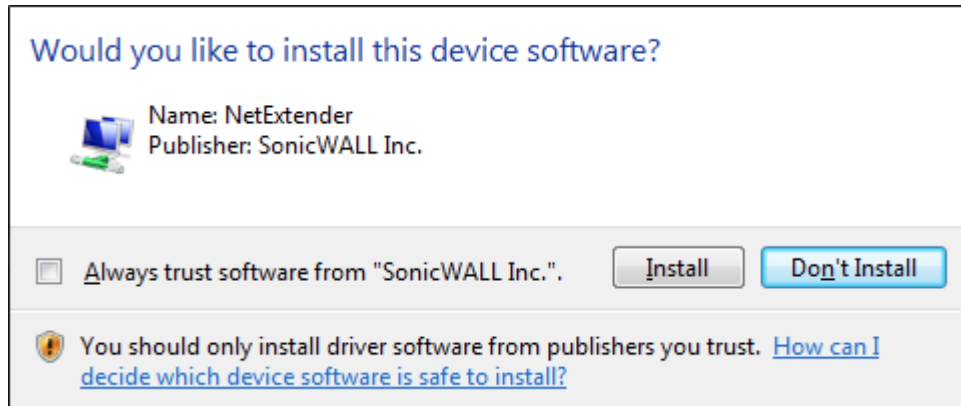 Would you like to install this device software?
Name: NetExtender
Publisher: SonicWALL Inc.
Always trust software from "SonicWALL Inc.".
Install
Don't Install
You should only install driver software from publishers you trust. How can I
decide which device software is safe to install?